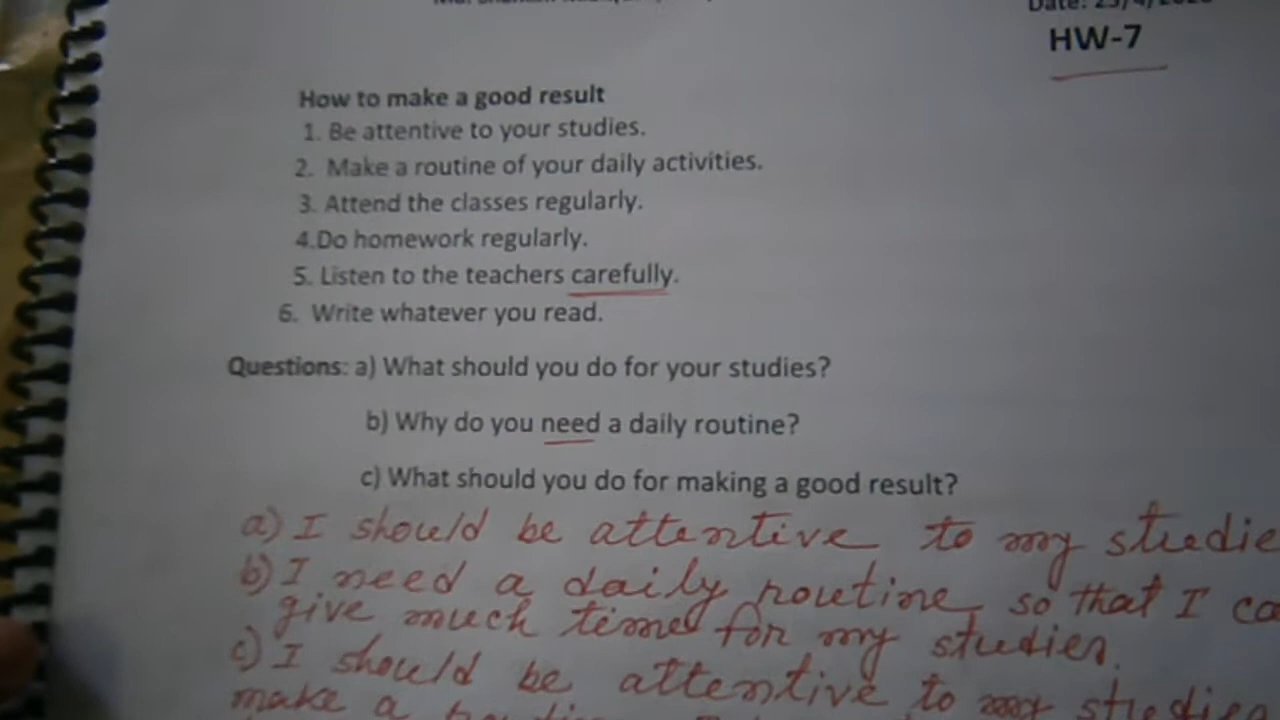 HW-7
How to make a good result
1. Be attentive to your studies.
2. Make a routine of your daily activities.
3. Attend the classes regularly.
4.Do homework regularly.
5. Listen to the teachers carefully.
6. Write whatever you read.
Questions: a) What should you do for your studies?
b) Why do you need a daily routine?
c) What should you do for making a good result?
a) I should be attentive to my studie
b) I need a daily routine, so that I ca
give much time for my studies.
c) I should be attentive to my studies
make a